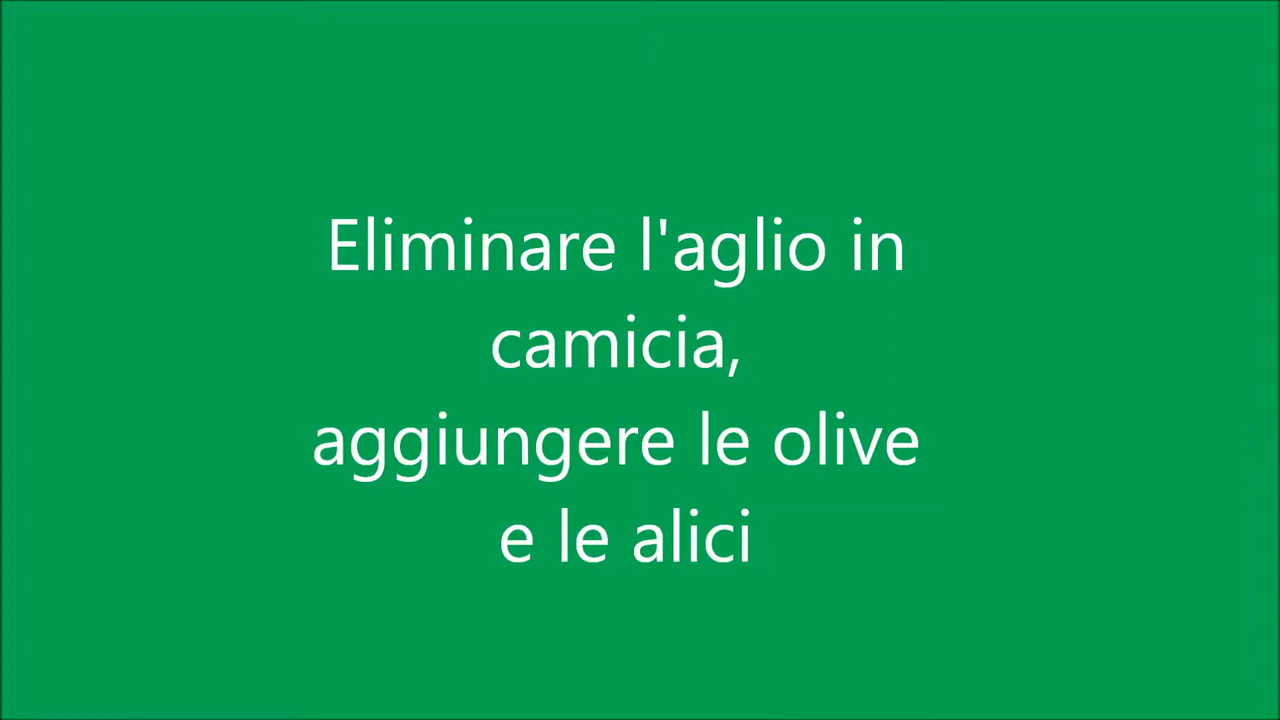 Eliminare l'aglio in
camicia,
aggiungere le olive
e le alici